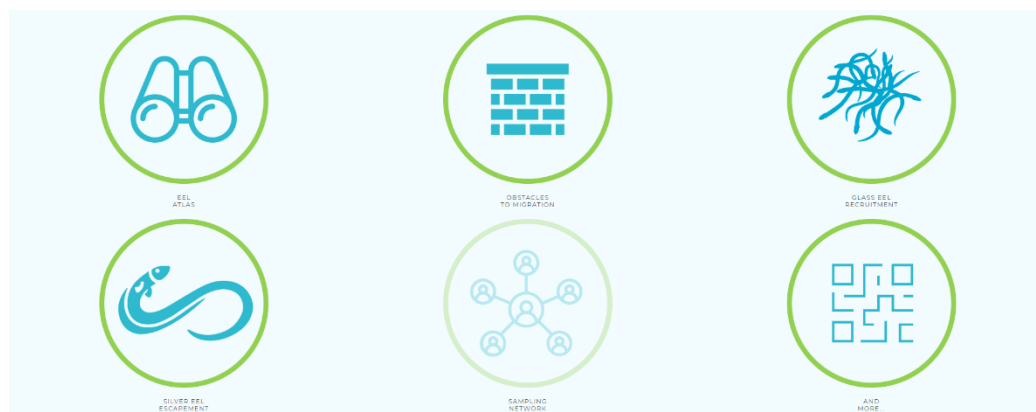 EEL
ATLAS
OBSTACLES
TO MIGRATION
GLASS EEL
RECRUITMENT
SILVER EEL
ESCAPEMENT
SAMPLING
NETWORK
AND
MORE...